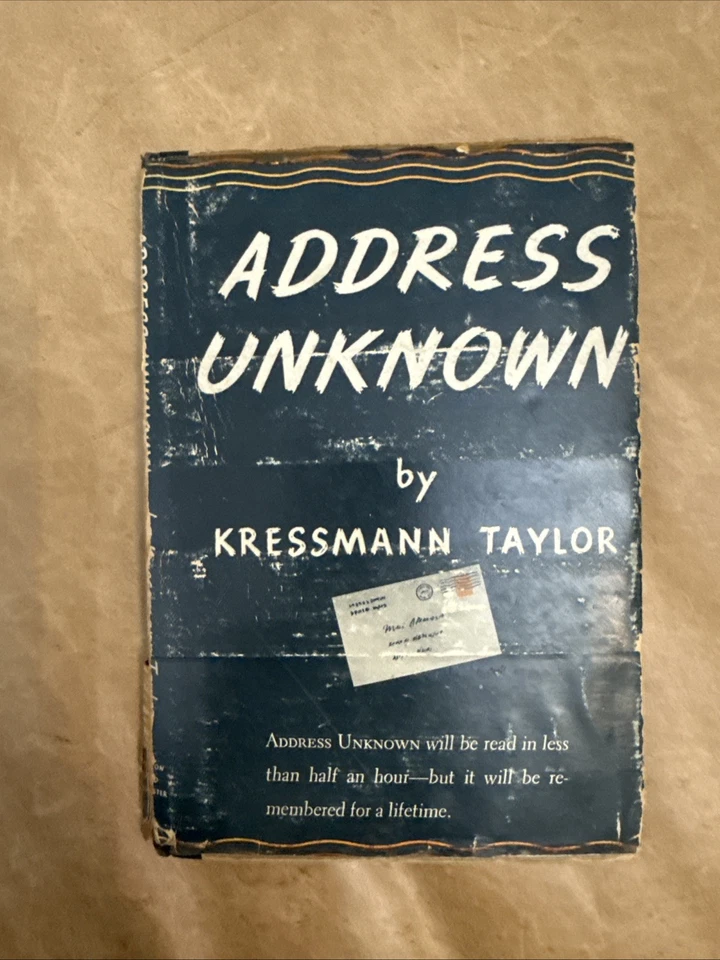 ADDRESS
UNKNOWN
by
KRESSMANN TAYLOR
ADDRESS UNKNOWN will be read in less
than half an hour—but it will be re-
membered for a lifetime.